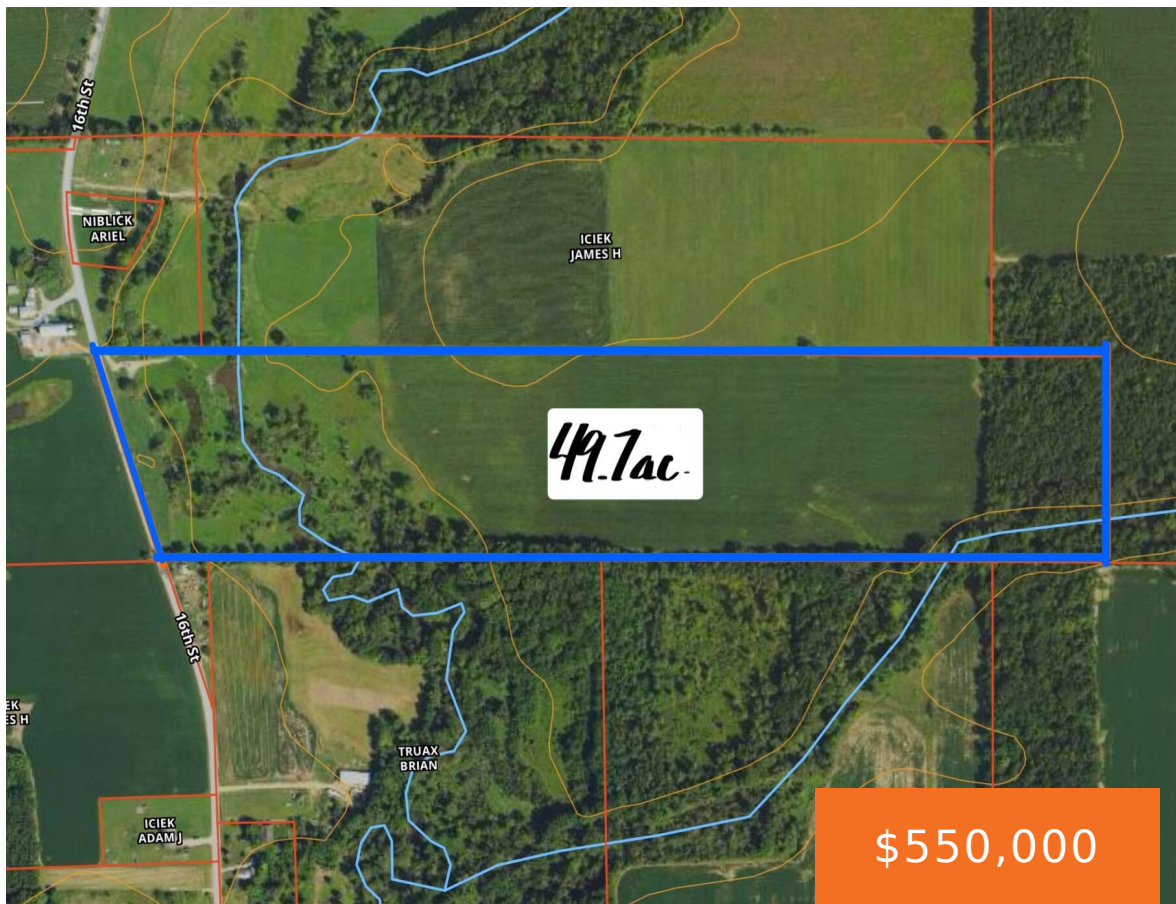 16th St
NIBLICK
ARIEL
ICIEK
JAMES H
49.7ac.
16th St
EK
ES H
TRUAX
BRIAN
ICIEK
ADAM J
$550,000